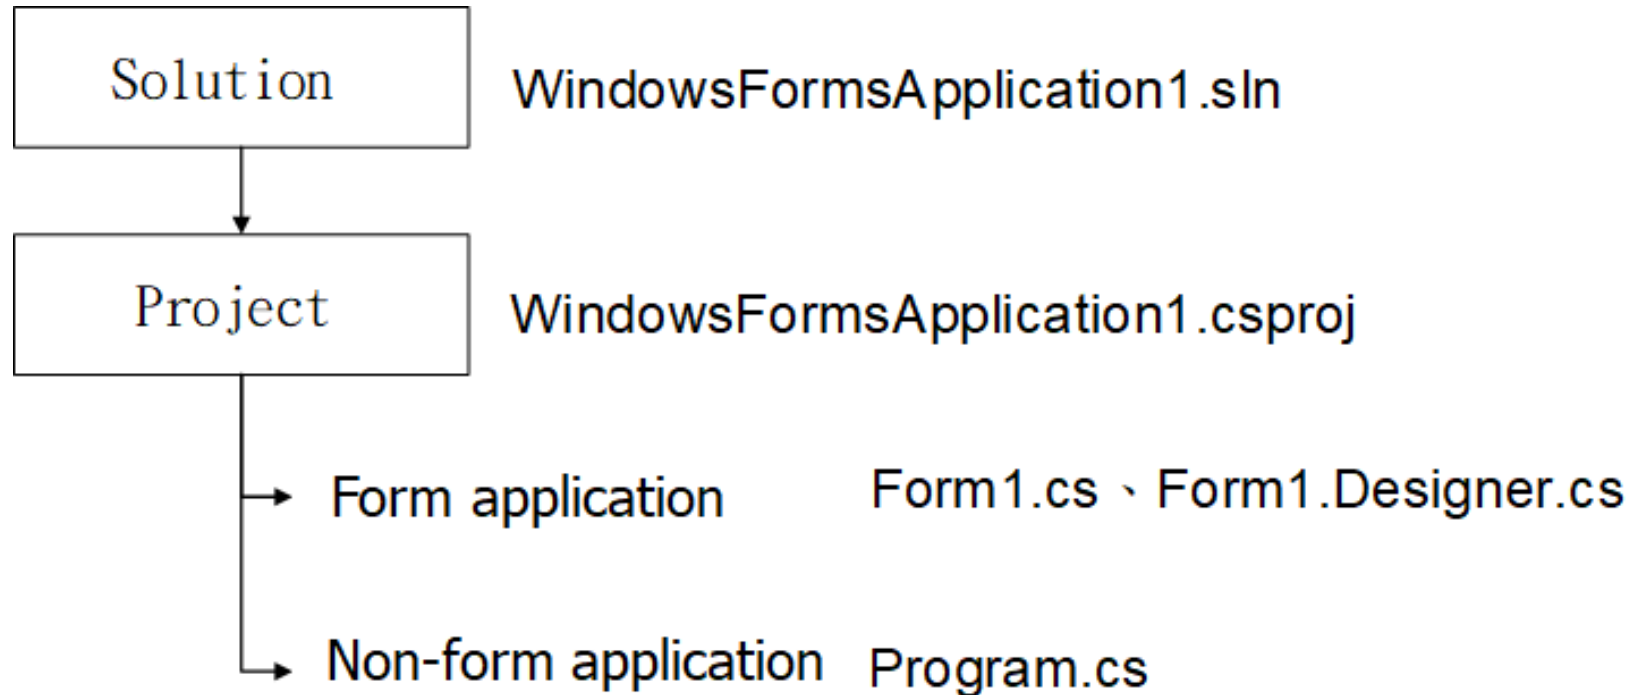 Solution WindowsFormsApplication1.sln
Project WindowsFormsApplication1.csproj
Form application Form1.cs、Form1.Designer.cs
Non-form application Program.cs